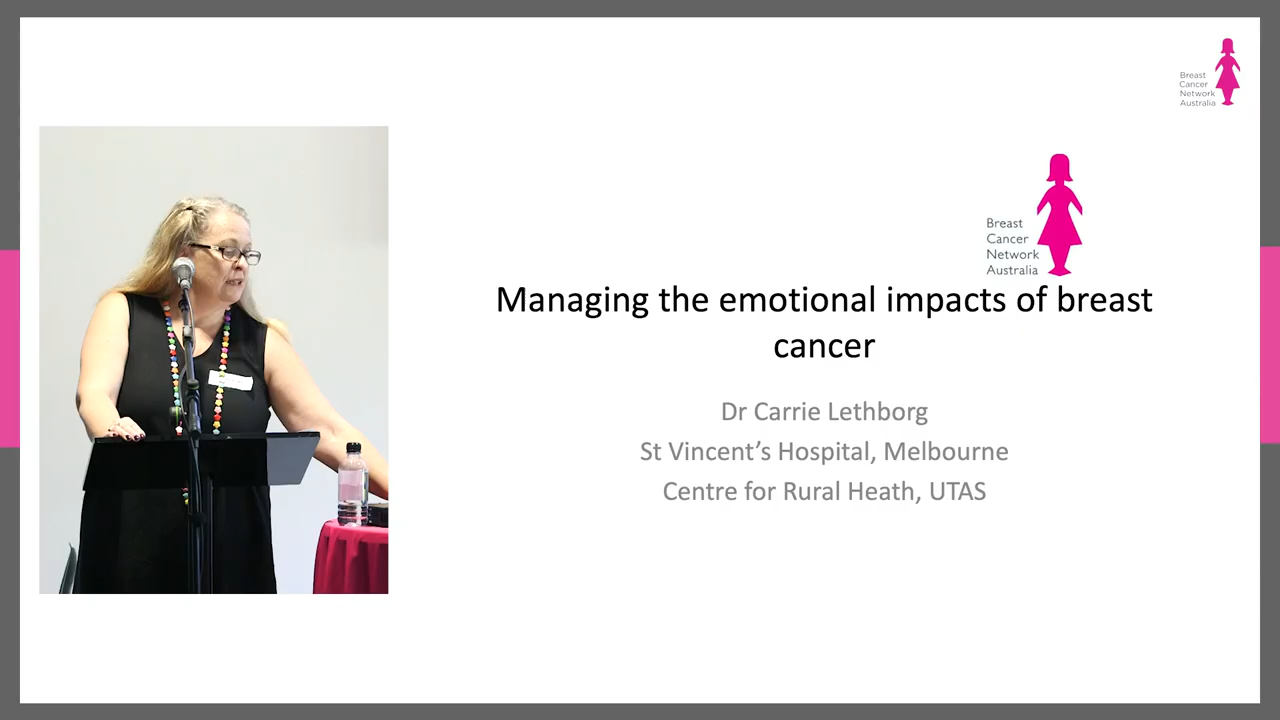 Breast
Cancer
Network
Australia
Breast
Cancer
Network
Australia
Managing the emotional impacts of breast
cancer
Dr Carrie Lethborg
St Vincent’s Hospital, Melbourne
Centre for Rural Heath, UTAS